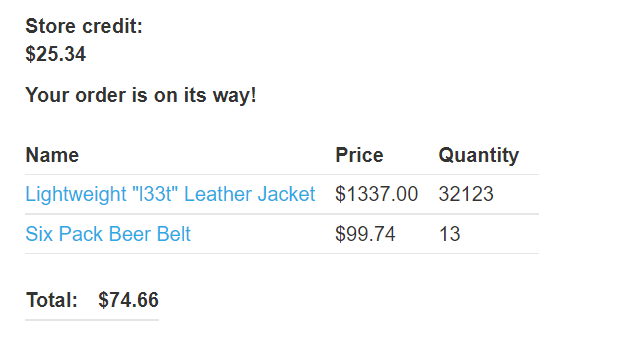 Store credit:
$25.34
Your order is on its way!
Name Price Quantity
Lightweight "l33t" Leather Jacket $1337.00 32123
Six Pack Beer Belt $99.74 13
Total: $74.66